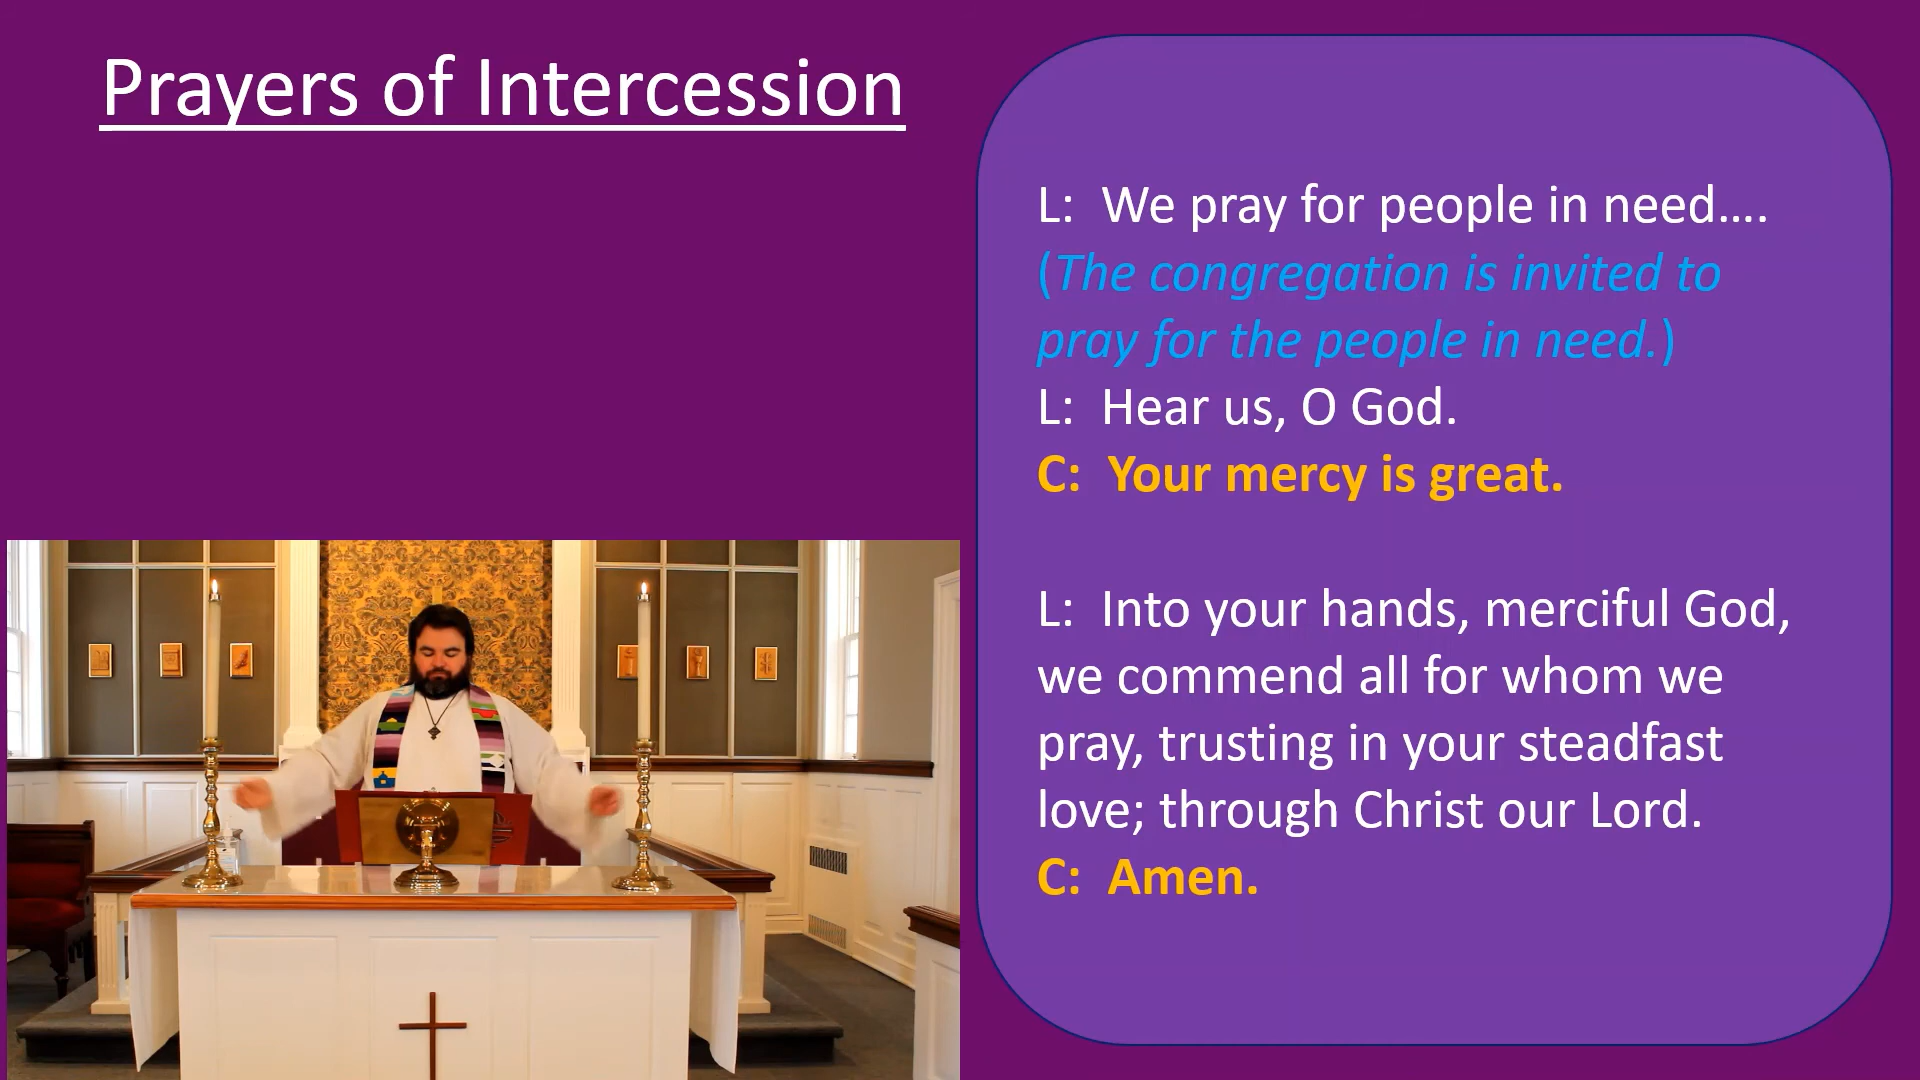 Prayers of Intercession
L:  We pray for people in need….
(The congregation is invited to
pray for the people in need.)
L:  Hear us, O God.
C:  Your mercy is great.
L:  Into your hands, merciful God,
we commend all for whom we
pray, trusting in your steadfast
love; through Christ our Lord.
C:  Amen.